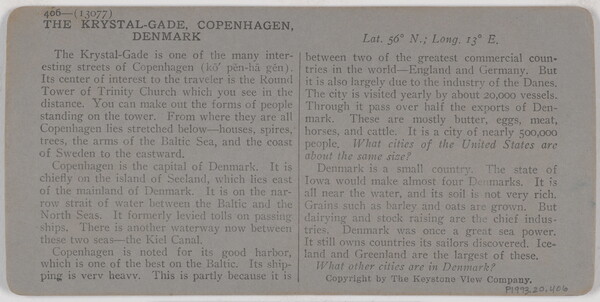 466—(13077)
THE KRYSTAL-GADE, COPENHAGEN,
DENMARK
The Krystal-Gade is one of the many inter-
esting streets of Copenhagen (kō' pĕn-hā gĕn).
Its center of interest to the traveler is the Round
Tower of Trinity Church which you see in the
distance. You can make out the forms of people
standing on the tower. From where they are all
Copenhagen lies stretched below—houses, spires,
trees, the arms of the Baltic Sea, and the coast
of Sweden to the eastward.
Copenhagen is the capital of Denmark. It is
chiefly on the island of Seeland, which lies east
of the mainland of Denmark. It is on the nar-
row strait of water between the Baltic and the
North Seas. It formerly levied tolls on passing
ships. There is another waterway now between
these two seas—the Kiel Canal.
Copenhagen is noted for its good harbor,
which is one of the best on the Baltic. Its ship-
ping is very heavy. This is partly because it is
Lat. 56° N.; Long. 13° E.
between two of the greatest commercial coun-
tries in the world—England and Germany. But
it is also largely due to the industry of the Danes.
The city is visited yearly by about 20,000 vessels.
Through it pass over half the exports of Den-
mark. These are mostly butter, eggs, meat,
horses, and cattle. It is a city of nearly 500,000
people. What cities of the United States are
about the same size?
Denmark is a small country. The state of
Iowa would make almost four Denmarks. It is
all near the water, and its soil is not very rich.
Grains such as barley and oats are grown. But
dairying and stock raising are the chief indus-
tries. Denmark was once a great sea power.
It still owns countries its sailors discovered. Ice-
land and Greenland are the largest of these.
What other cities are in Denmark?
Copyright by The Keystone View Company.
P1993.20.406